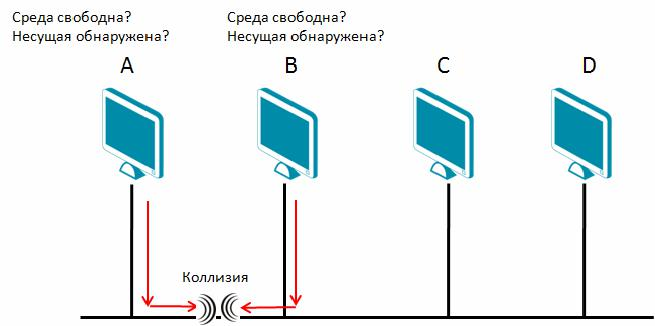 Среда свободна?
Несущая обнаружена?
Среда свободна?
Несущая обнаружена?
A
B
C
D
Коллизия